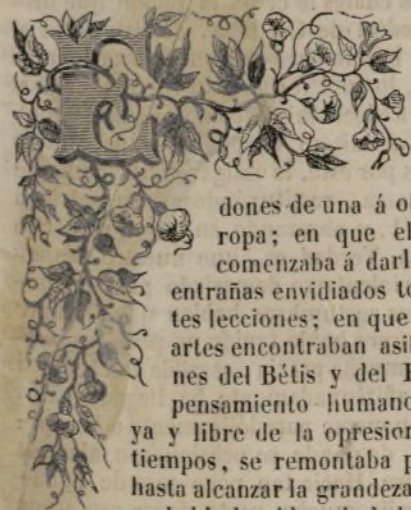 E
dones de una á o
ropa; en que el
comenzaba á darl
entrañas envidiados t
tes lecciones; en que
artes encontraban asi
nes del Bétis y del
pensamiento humano
ya y libre de la opresion
tiempos, se remontaba p
hasta alcanzar la grandeza